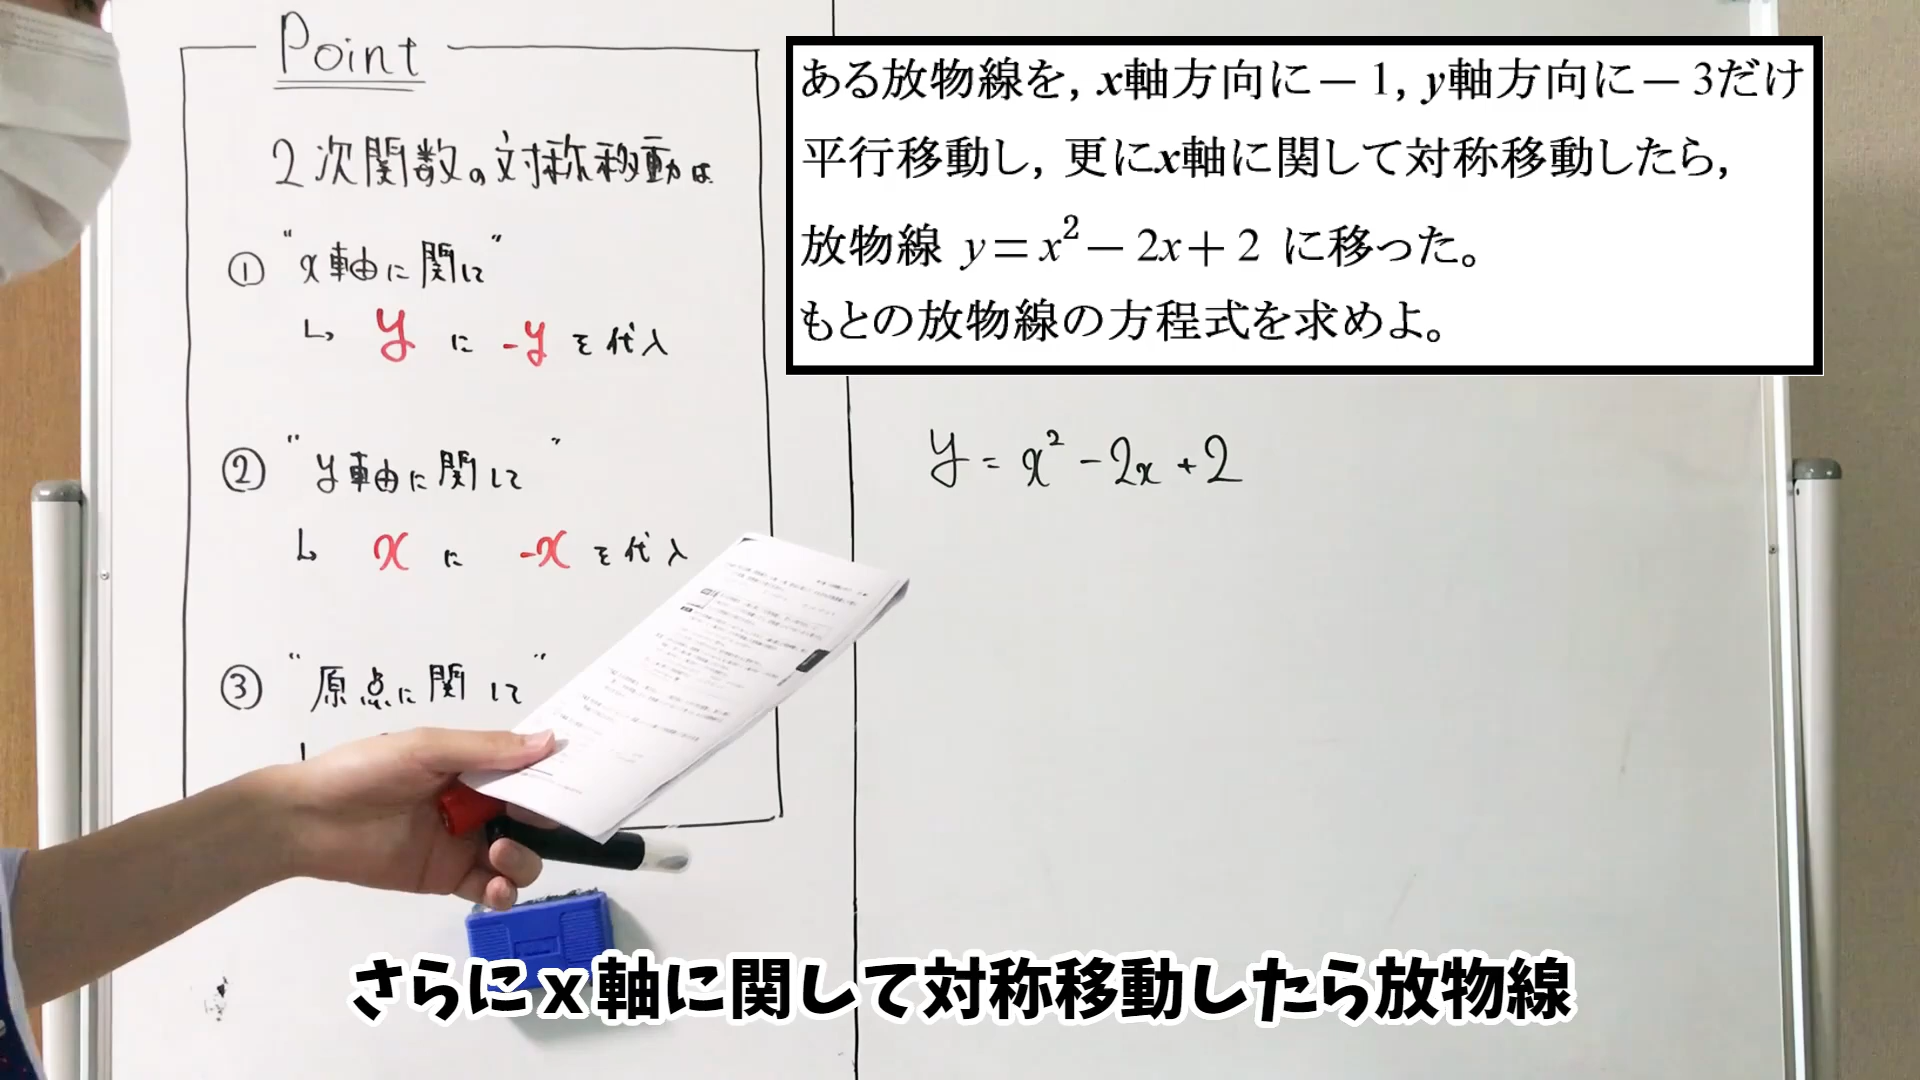 Point
2次関数の対称移動は
① "x軸に関して"
↳ yに-yを代入
② "y軸に関して"
↳ xに-xを代入
③ "原点に関して"
ある放物線を, x軸方向に－1, y軸方向に－3だけ
平行移動し, 更にx軸に関して対称移動したら,
放物線 y＝x²－2x＋2 に移った。
もとの放物線の方程式を求めよ。
y = x² - 2x + 2
さらにx軸に関して対称移動したら放物線